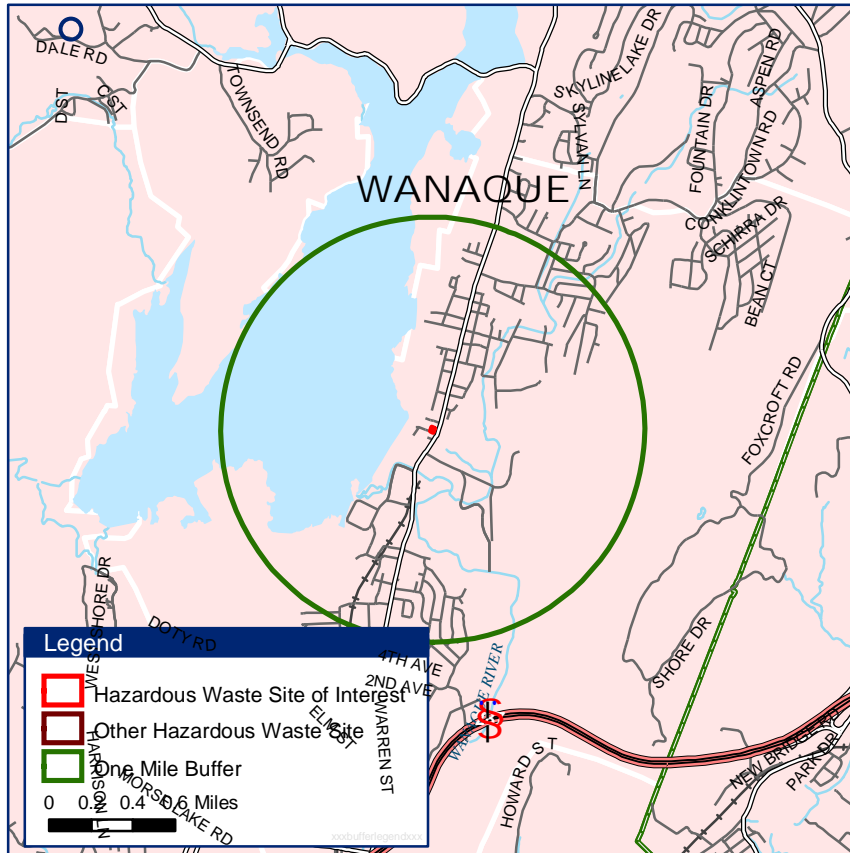 DALE RD
D ST
C ST
TOWNSEND RD
SKYLINE LAKE DR
SYLVAN LN
FOUNTAIN DR
ASPEN RD
CONKLINTOWN RD
SCHIRRA DR
BEAN CT
WANAQUE
FOXCROFT RD
WEST SHORE DR
DOTY RD
SHORE DR
4TH AVE
2ND AVE
WANAQUE RIVER
ELM ST
WARREN ST
HARRISON LN
MORSE LAKE RD
HOWARD ST
NEW BRIDGE RD
PARK DR
Legend
Hazardous Waste Site of Interest
Other Hazardous Waste Site
One Mile Buffer
0 0.2 0.4 0.6 Miles
xxxbufferlegendxxx